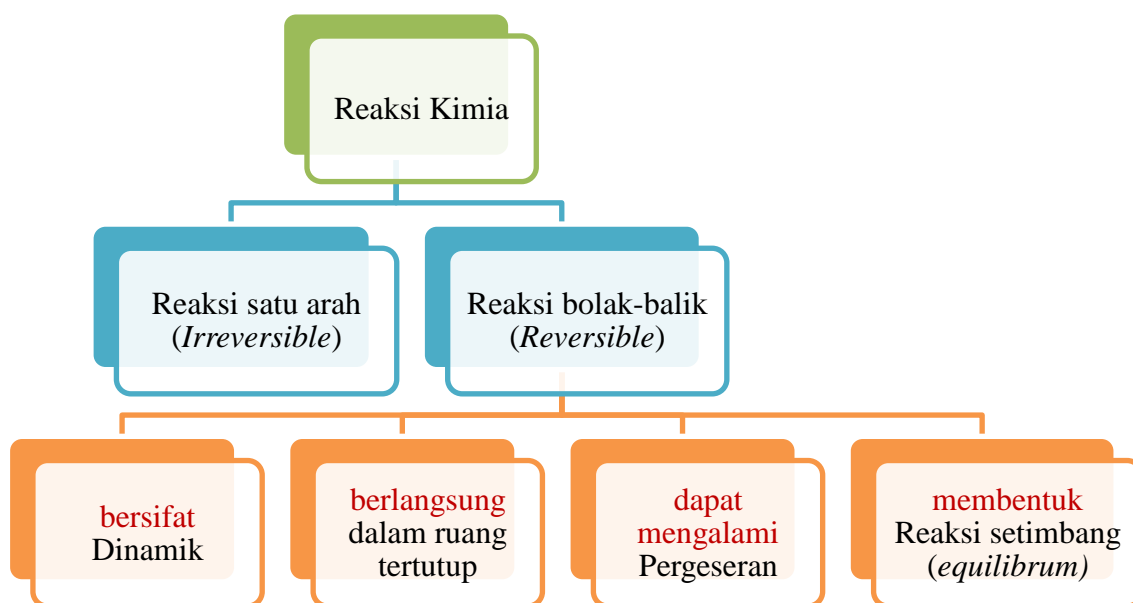 Reaksi Kimia
Reaksi satu arah
(Irreversible)
Reaksi bolak-balik
(Reversible)
bersifat
Dinamik
berlangsung
dalam ruang
tertutup
dapat
mengalami
Pergeseran
membentuk
Reaksi setimbang
(equilibrum)